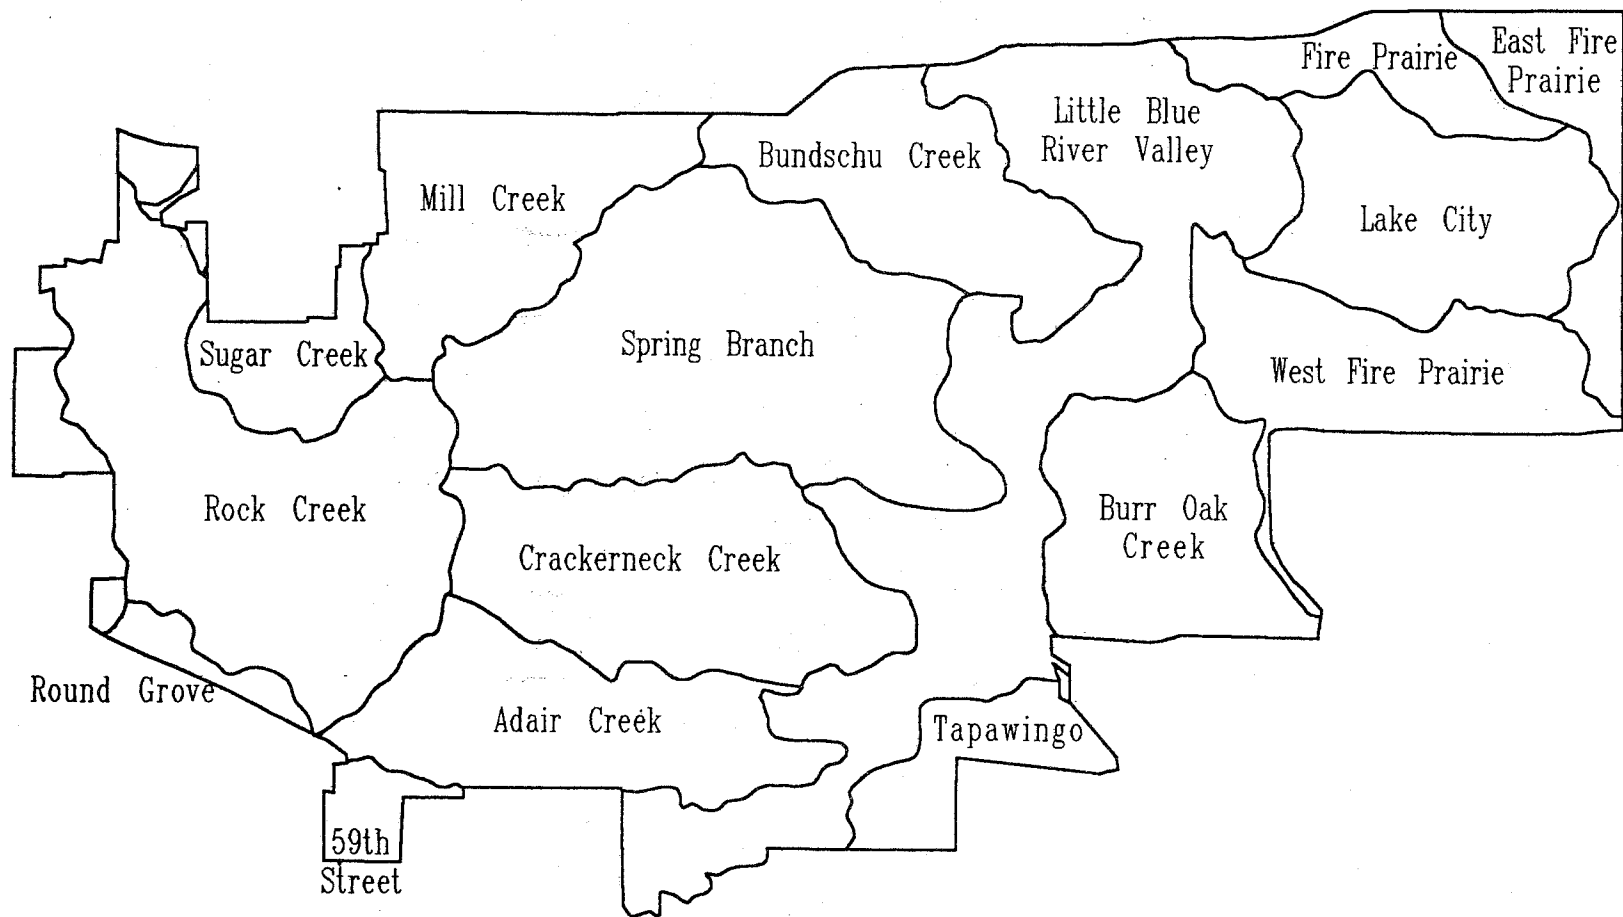 East Fire
Prairie
Fire Prairie
Little Blue
River Valley
Bundschu Creek
Mill Creek
Lake City
Spring Branch
Sugar Creek
West Fire Prairie
Rock Creek
Burr Oak
Creek
Crackerneck Creek
Round Grove
Adair Creek
Tapawingo
59th
Street